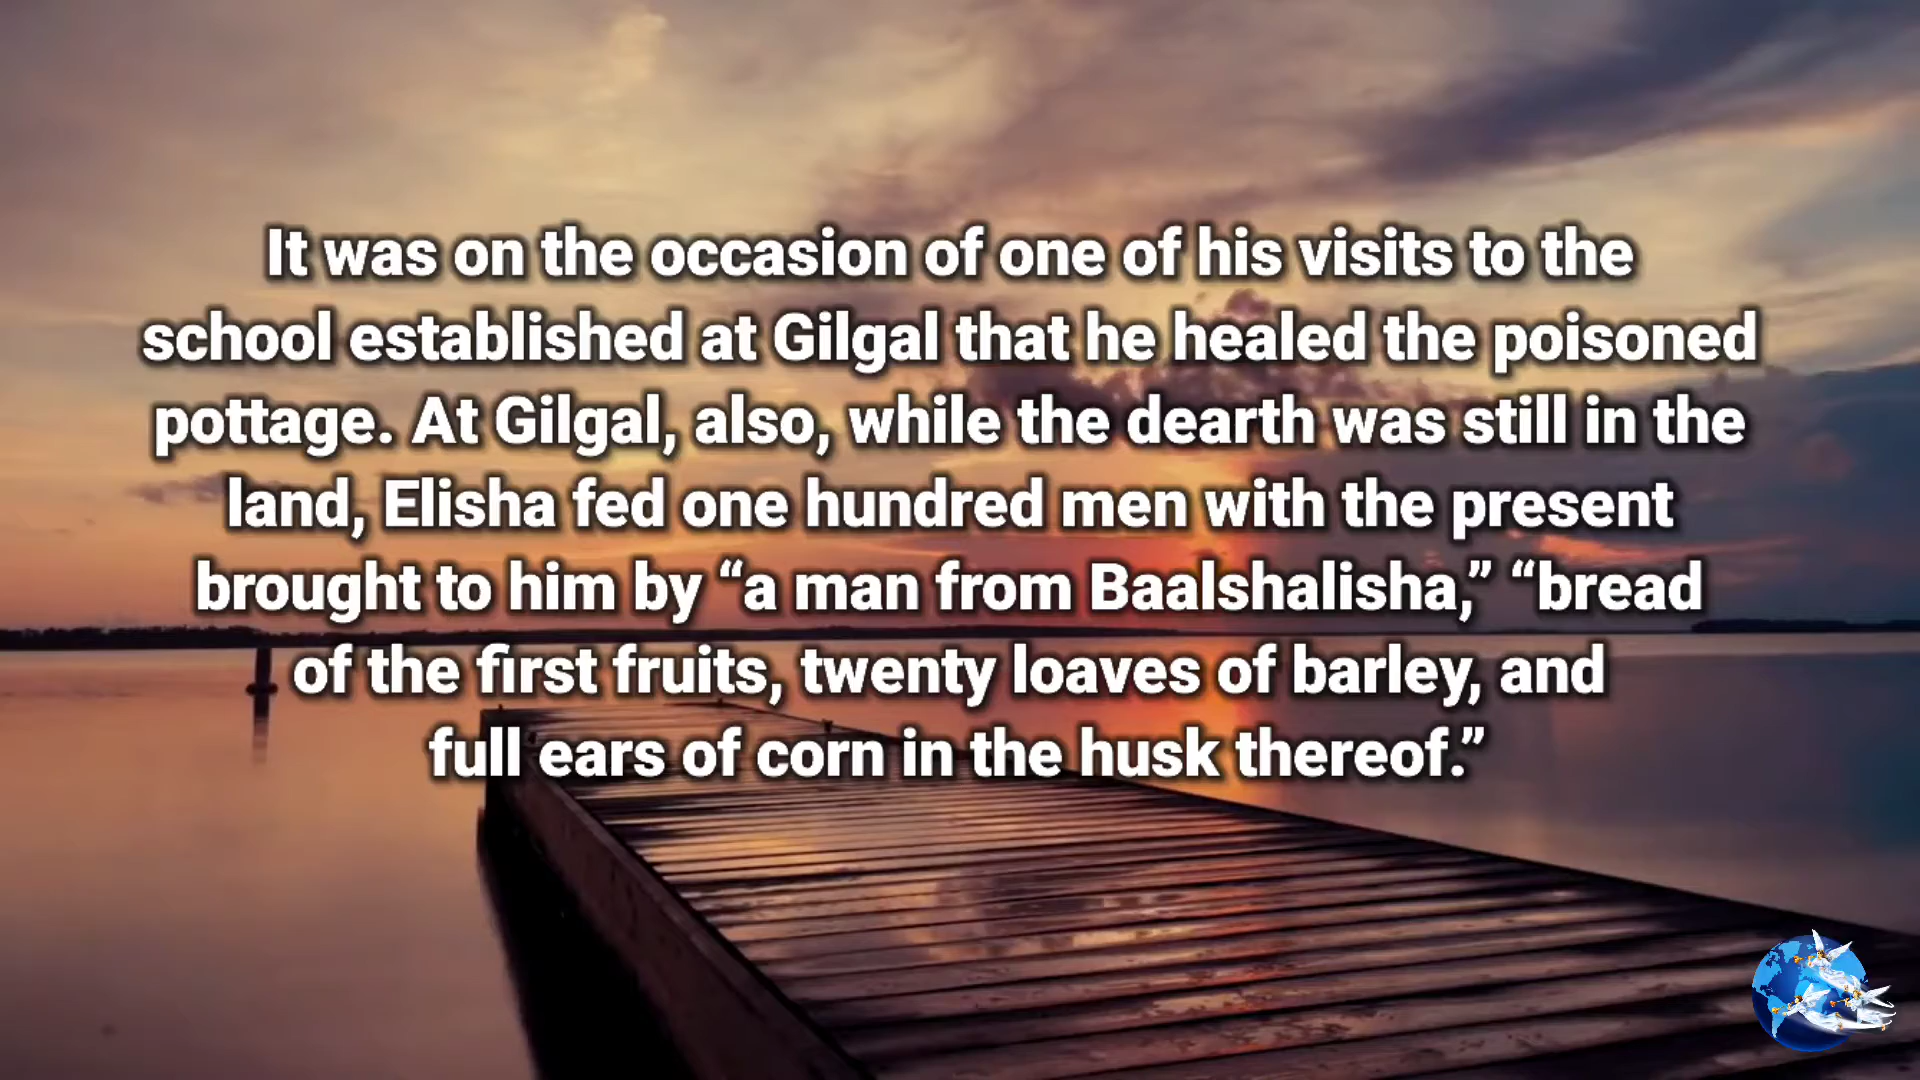 It was on the occasion of one of his visits to the
school established at Gilgal that he healed the poisoned
pottage. At Gilgal, also, while the dearth was still in the
land, Elisha fed one hundred men with the present
brought to him by “a man from Baalshalisha,” “bread
of the first fruits, twenty loaves of barley, and
full ears of corn in the husk thereof.”